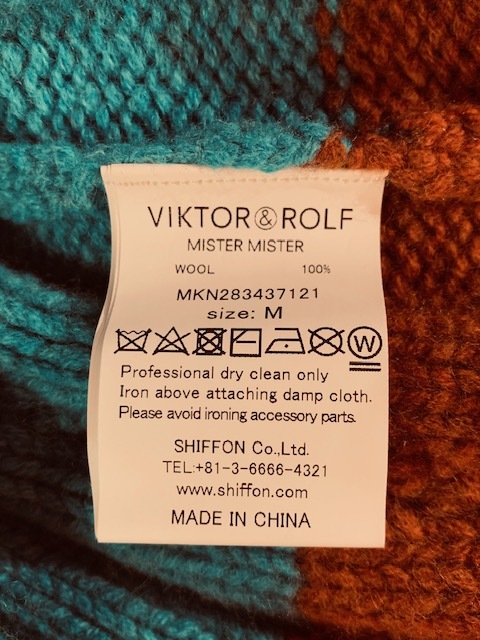 VIKTOR&ROLF
MISTER MISTER
WOOL 100%
MKN283437121
size: M
W
Professional dry clean only
Iron above attaching damp cloth.
Please avoid ironing accessory parts.
SHIFFON Co.,Ltd.
TEL:+81-3-6666-4321
www.shiffon.com
MADE IN CHINA